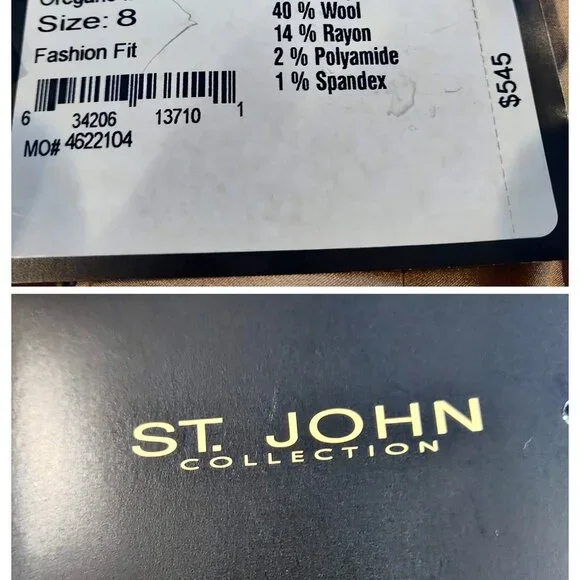 Oregano
Size: 8
Fashion Fit
6 34206 13710 1
MO# 4622104
40 % Wool
14 % Rayon
2 % Polyamide
1 % Spandex
$545
ST. JOHN
COLLECTION